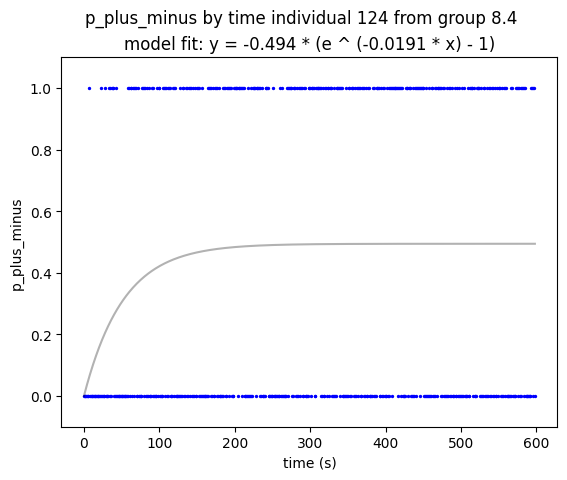 p_plus_minus by time individual 124 from group 8.4
model fit: y = -0.494 * (e ^ (-0.0191 * x) - 1)
1.0
0.8
0.6
0.4
0.2
0.0
p_plus_minus
0 100 200 300 400 500 600
time (s)